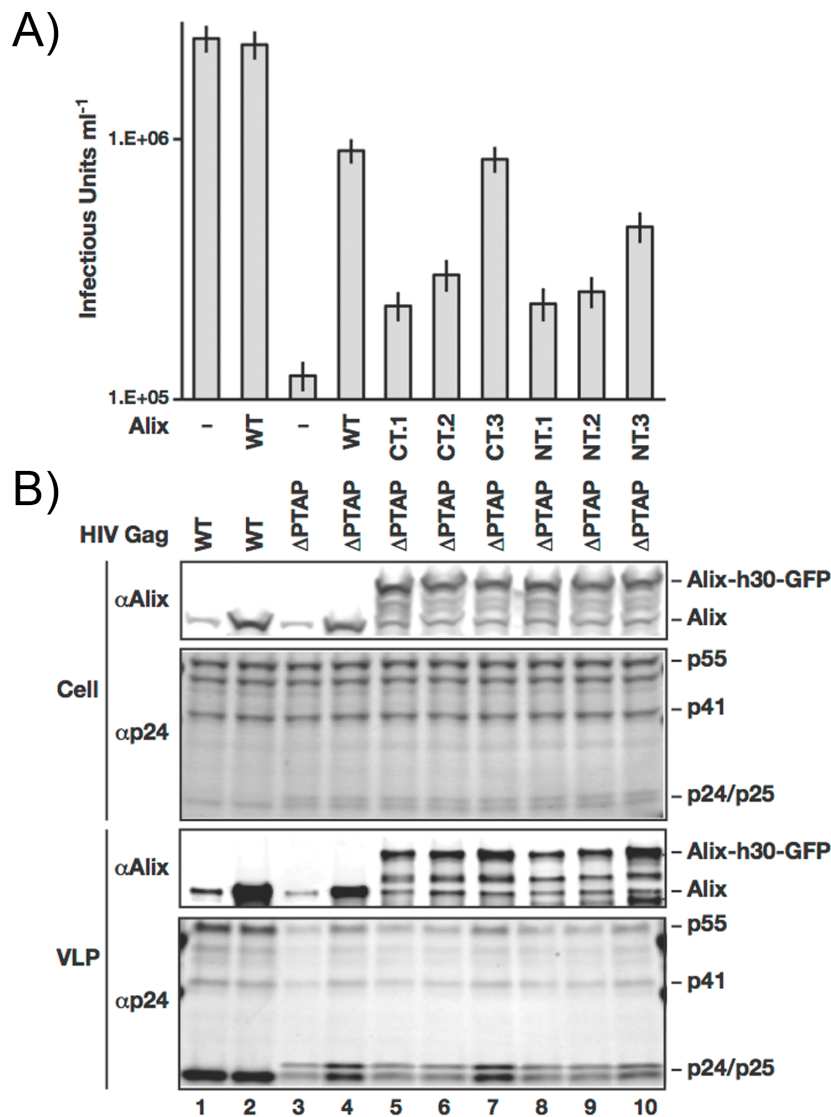 A)
Infectious Units ml-1
1.E+06
1.E+05
Alix - WT - WT CT.1 CT.2 CT.3 NT.1 NT.2 NT.3
B)
HIV Gag WT WT ΔPTAP ΔPTAP ΔPTAP ΔPTAP ΔPTAP ΔPTAP ΔPTAP ΔPTAP
Cell
αAlix
Alix-h30-GFP
Alix
αp24
p55
p41
p24/p25
VLP
αAlix
Alix-h30-GFP
Alix
αp24
p55
p41
p24/p25
1 2 3 4 5 6 7 8 9 10